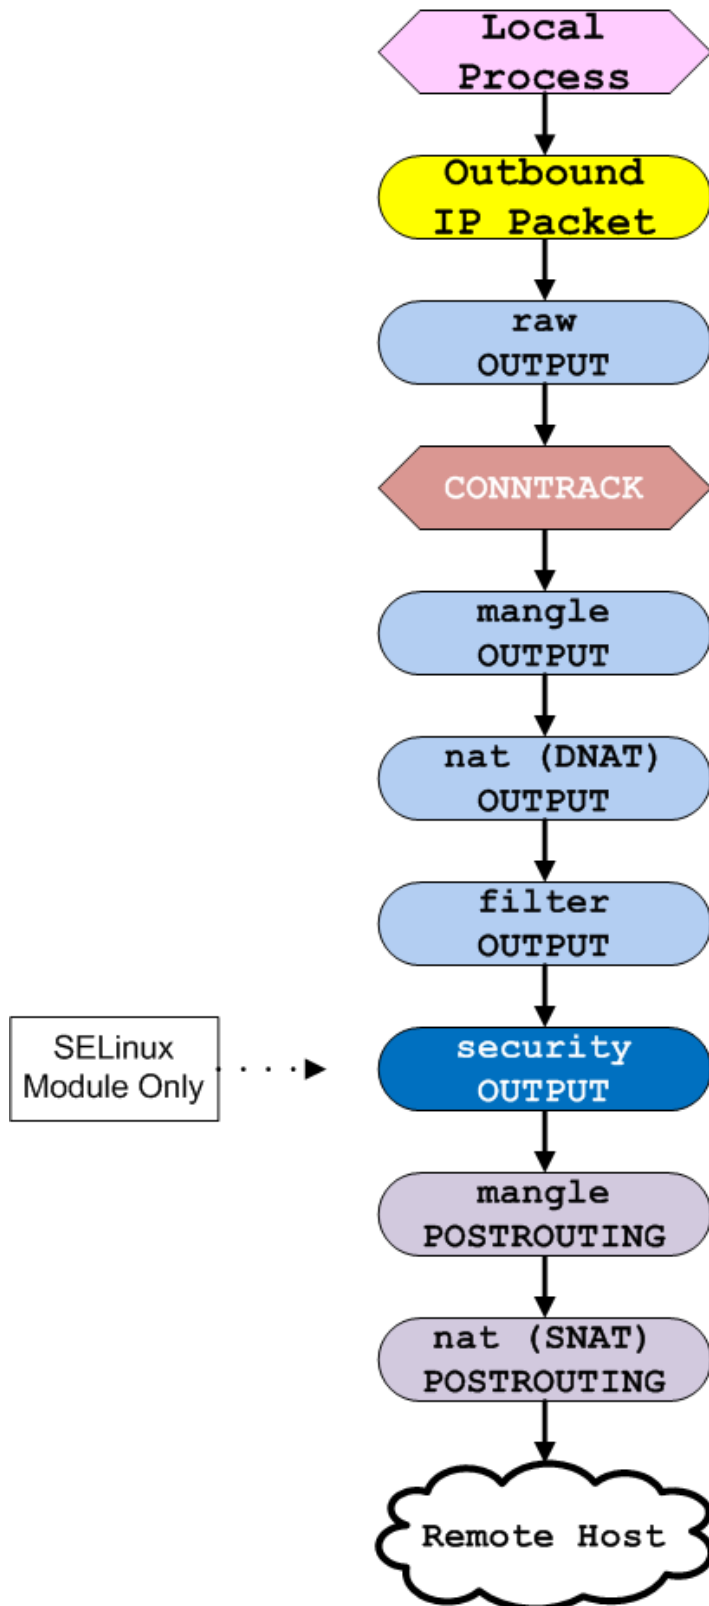 Local
Process
Outbound
IP Packet
raw
OUTPUT
CONNTRACK
mangle
OUTPUT
nat (DNAT)
OUTPUT
filter
OUTPUT
SELinux
Module Only
security
OUTPUT
mangle
POSTROUTING
nat (SNAT)
POSTROUTING
Remote Host